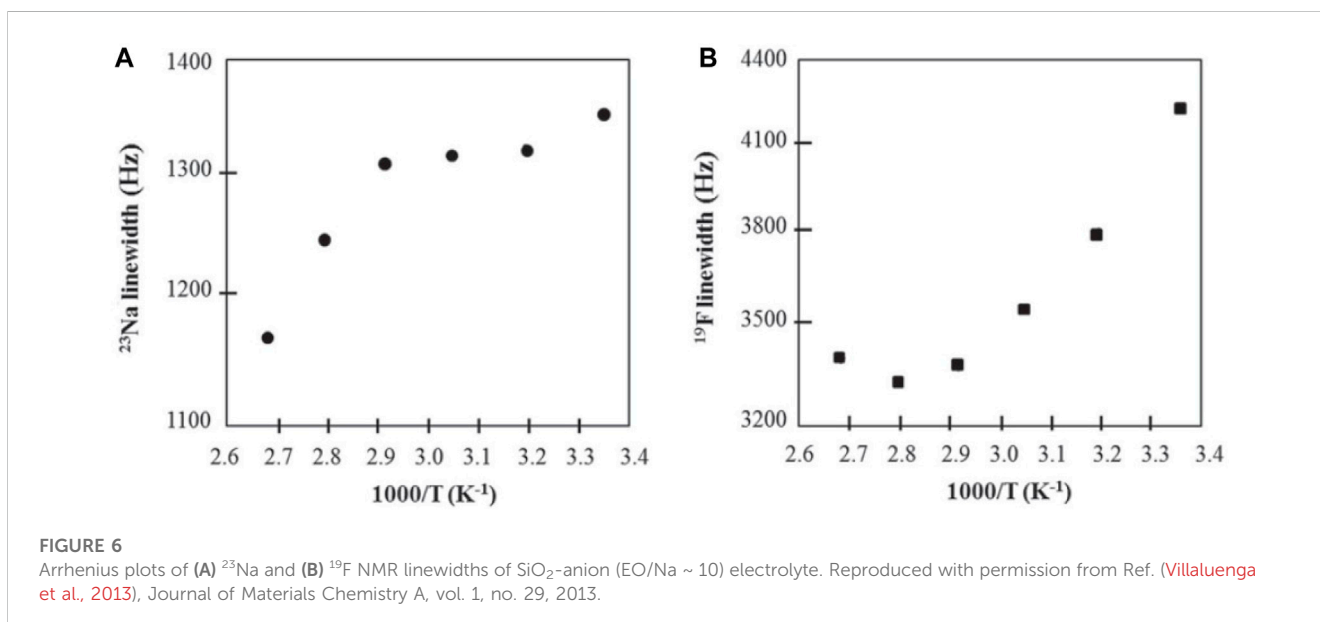 A
1400
1300
1200
1100
2.6 2.7 2.8 2.9 3.0 3.1 3.2 3.3 3.4
²³Na linewidth (Hz)
1000/T (K⁻¹)
B
4400
4100
3800
3500
3200
2.6 2.7 2.8 2.9 3.0 3.1 3.2 3.3 3.4
¹⁹F linewidth (Hz)
1000/T (K⁻¹)
FIGURE 6
Arrhenius plots of (A) ²³Na and (B) ¹⁹F NMR linewidths of SiO₂-anion (EO/Na ~ 10) electrolyte. Reproduced with permission from Ref. (Villaluenga
et al., 2013), Journal of Materials Chemistry A, vol. 1, no. 29, 2013.